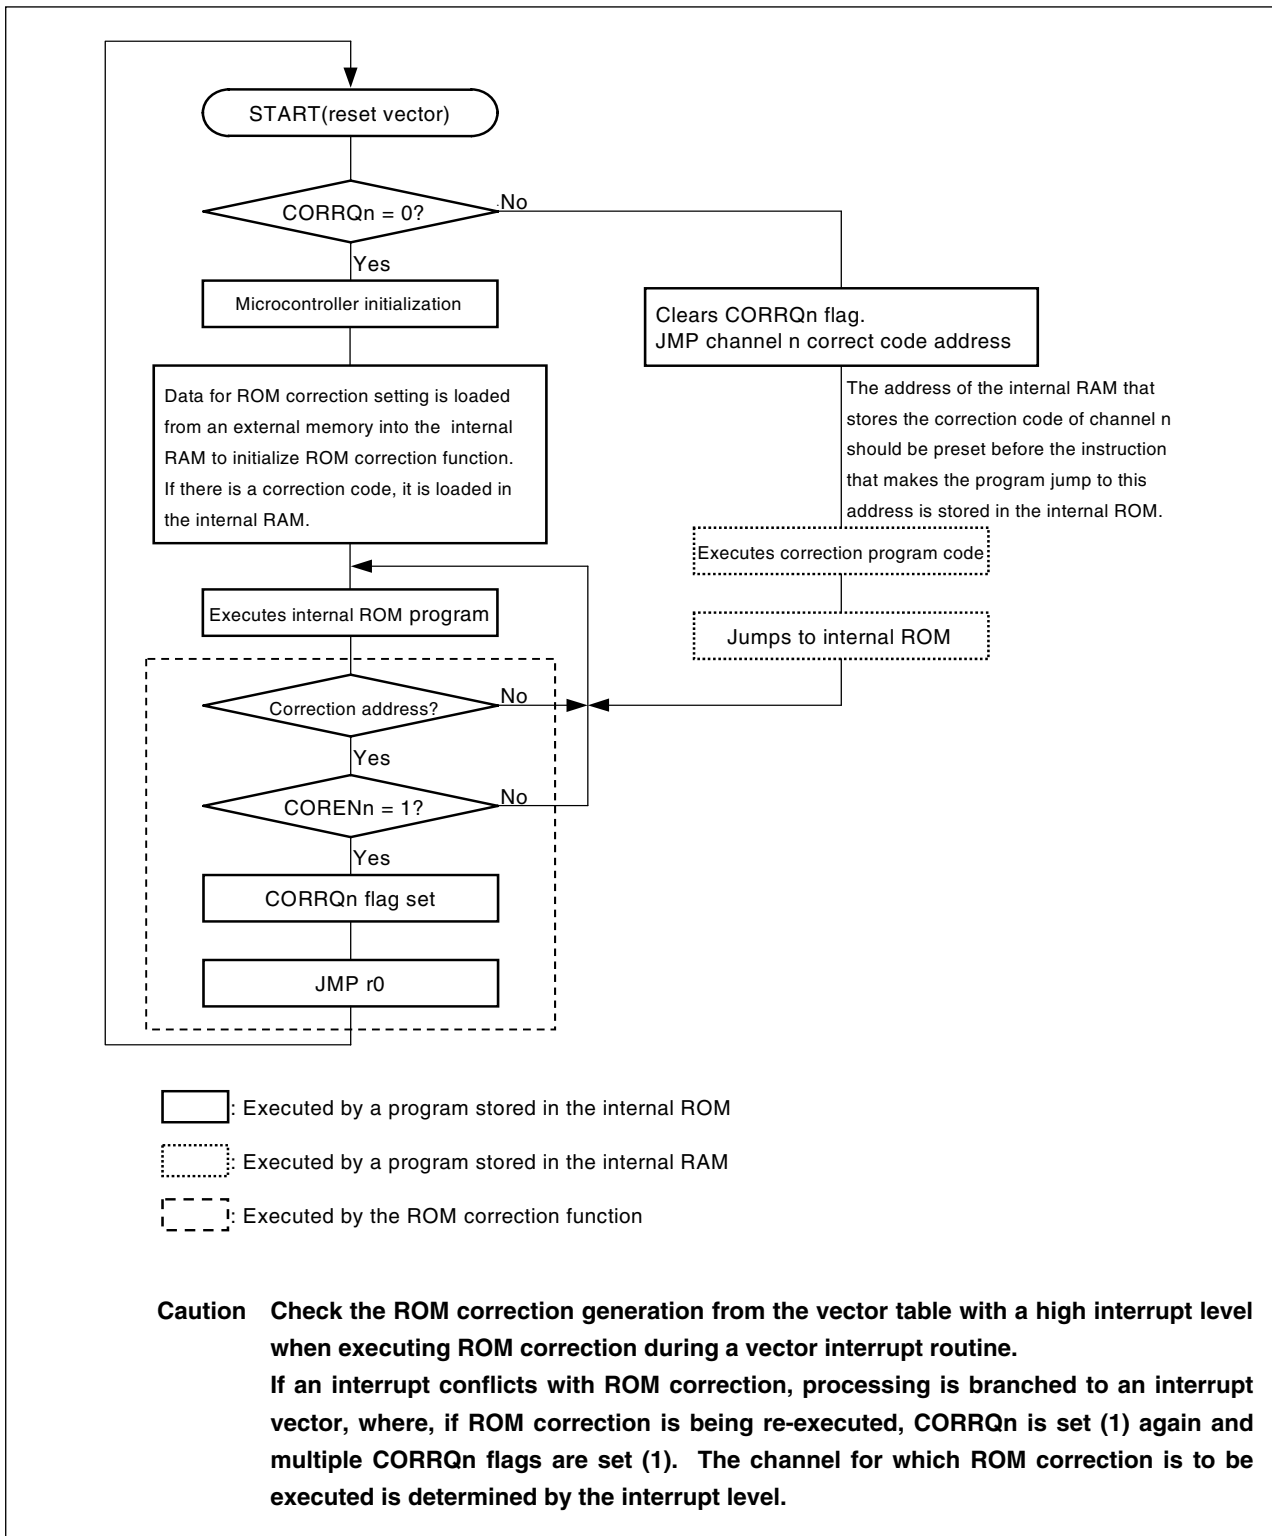 START(reset vector)
CORRQn = 0?
No
Yes
Microcontroller initialization
Clears CORRQn flag.
JMP channel n correct code address
Data for ROM correction setting is loaded
from an external memory into the internal
RAM to initialize ROM correction function.
If there is a correction code, it is loaded in
the internal RAM.
The address of the internal RAM that
stores the correction code of channel n
should be preset before the instruction
that makes the program jump to this
address is stored in the internal ROM.
Executes correction program code
Executes internal ROM program
Jumps to internal ROM
Correction address?
No
Yes
CORENn = 1?
No
Yes
CORRQn flag set
JMP r0
: Executed by a program stored in the internal ROM
: Executed by a program stored in the internal RAM
: Executed by the ROM correction function
Caution Check the ROM correction generation from the vector table with a high interrupt level
when executing ROM correction during a vector interrupt routine.
If an interrupt conflicts with ROM correction, processing is branched to an interrupt
vector, where, if ROM correction is being re-executed, CORRQn is set (1) again and
multiple CORRQn flags are set (1). The channel for which ROM correction is to be
executed is determined by the interrupt level.